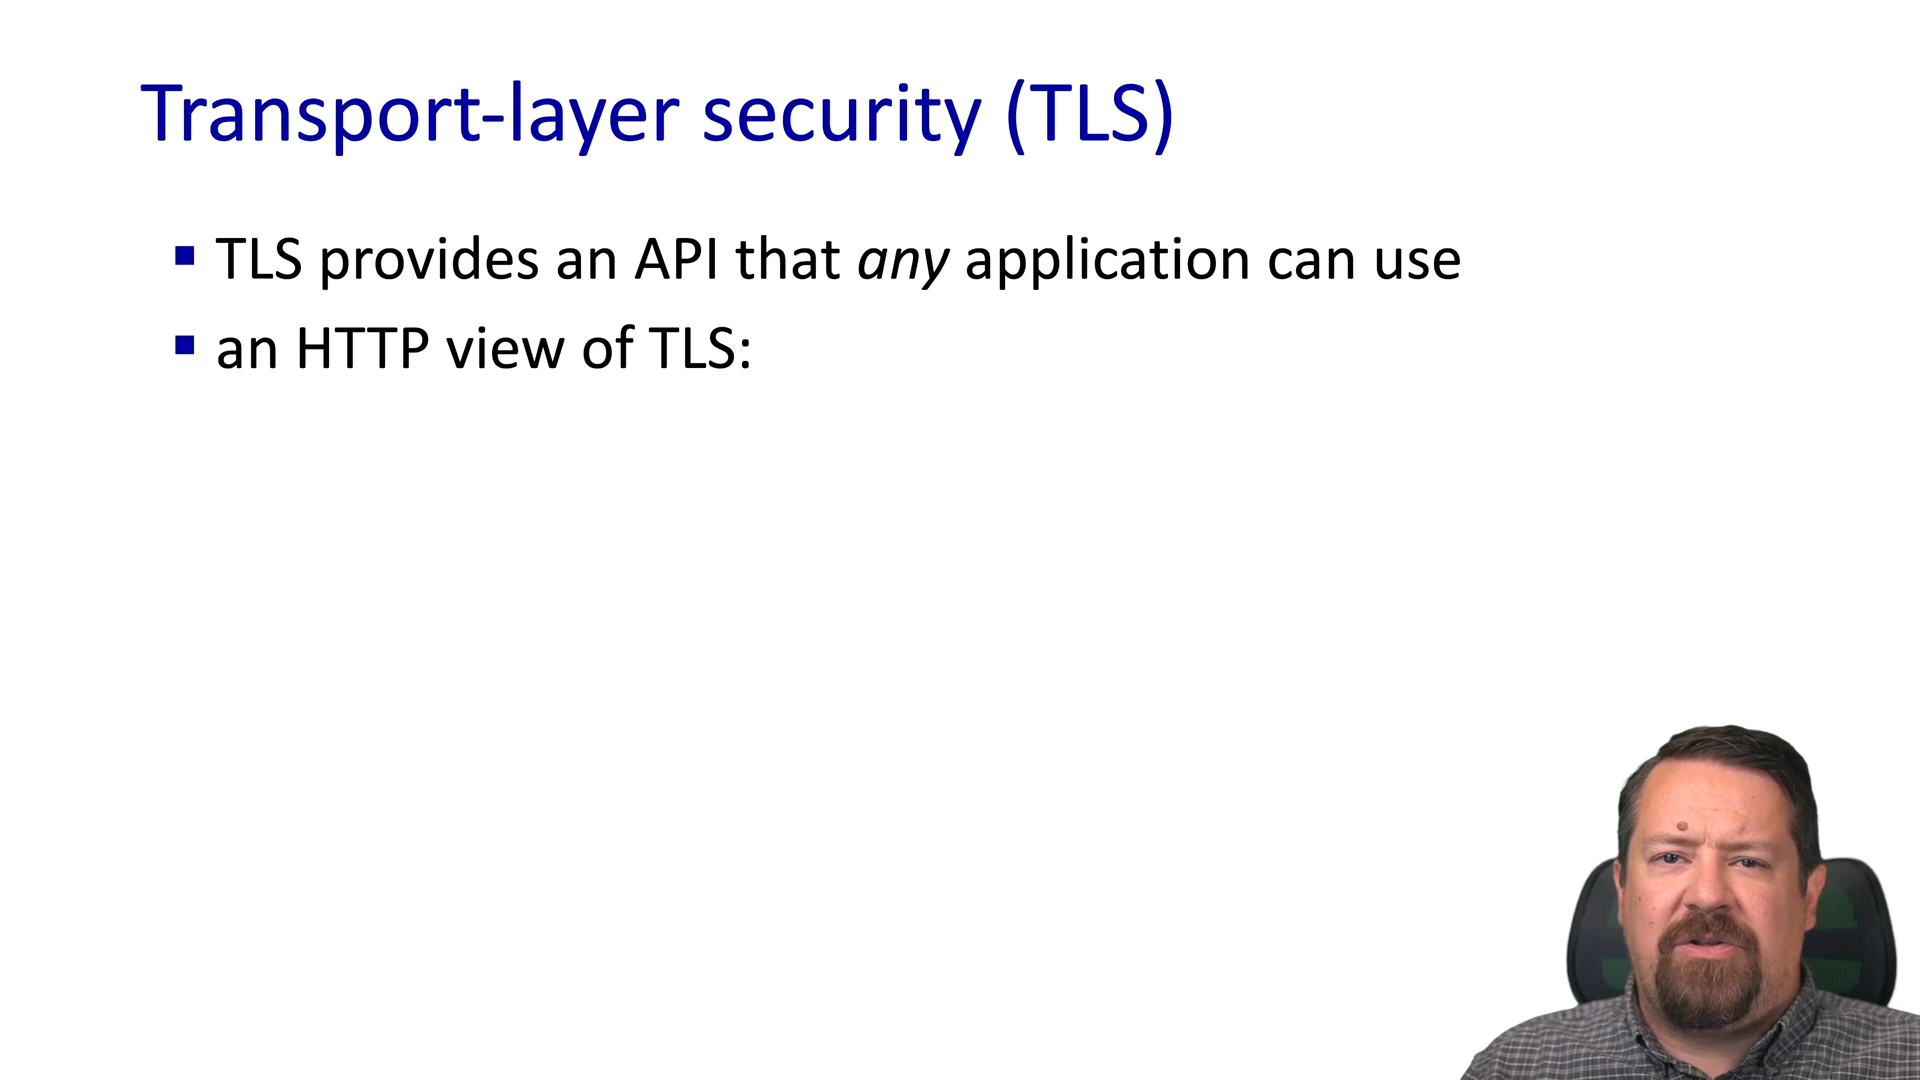 Transport-layer security (TLS)
▪ TLS provides an API that any application can use
▪ an HTTP view of TLS: